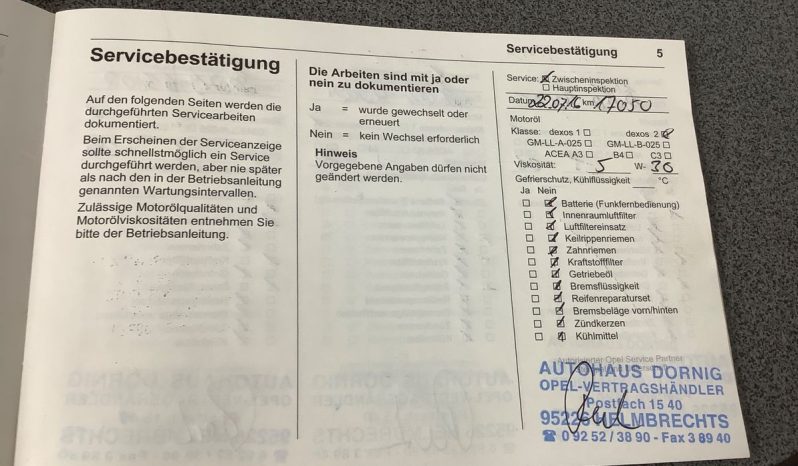 Servicebestätigung
Auf den folgenden Seiten werden die
durchgeführten Servicearbeiten
dokumentiert.
Beim Erscheinen der Serviceanzeige
sollte schnellstmöglich ein Service
durchgeführt werden, aber nie später
als nach den in der Betriebsanleitung
genannten Wartungsintervallen.
Zulässige Motorölqualitäten und
Motorölviskositäten entnehmen Sie
bitte der Betriebsanleitung.
Die Arbeiten sind mit ja oder
nein zu dokumentieren
Ja = wurde gewechselt oder
erneuert
Nein = kein Wechsel erforderlich
Hinweis
Vorgegebene Angaben dürfen nicht
geändert werden.
Servicebestätigung 5
Service: Zwischeninspektion
Hauptinspektion
Datum 22.07.16 km 17050
Motoröl
Klasse: dexos 1 dexos 2
GM-LL-A-025 GM-LL-B-025
ACEA A3 B4 C3
Viskosität: 5 W- 30
Gefrierschutz, Kühlflüssigkeit °C
Ja Nein
Batterie (Funkfernbedienung)
Innenraumluftfilter
Luftfiltereinsatz
Keilrippenriemen
Zahnriemen
Kraftstofffilter
Getriebeöl
Bremsflüssigkeit
Reifenreparaturset
Bremsbeläge vorn/hinten
Zündkerzen
Kühlmittel
Autorisierter Opel Service Partner
AUTOHAUS DORNIG
OPEL-VERTRAGSHÄNDLER
Postfach 15 40
95226 HELMBRECHTS
☎ 0 92 52 / 38 90 - Fax 3 89 40